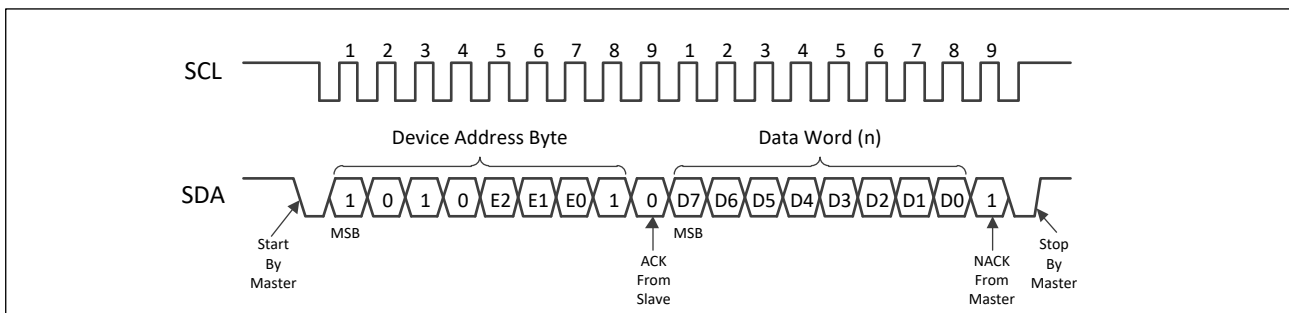 1 2 3 4 5 6 7 8 9 1 2 3 4 5 6 7 8 9
SCL
Device Address Byte Data Word (n)
SDA 1 0 1 0 E2 E1 E0 1 0 D7 D6 D5 D4 D3 D2 D1 D0 1
MSB MSB
Start
By
Master
ACK
From
Slave
NACK
From
Master
Stop
By
Master